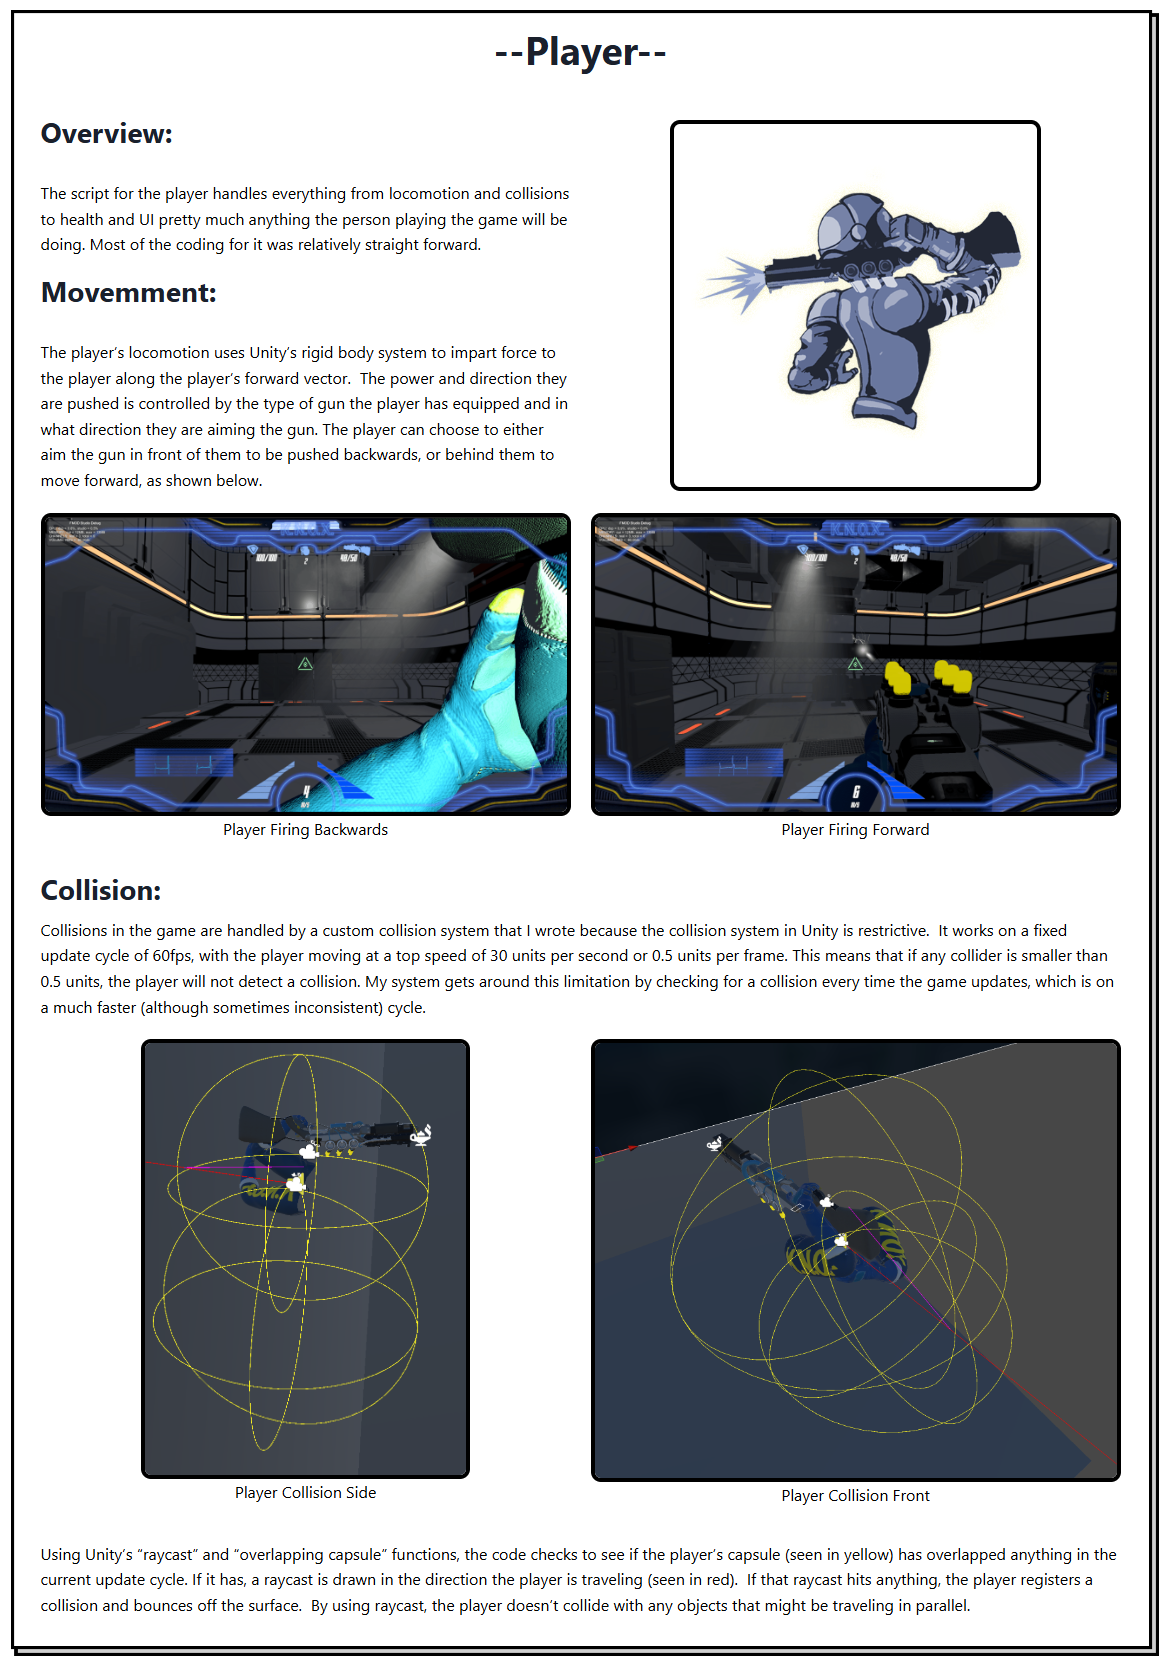 --Player--
Overview:
The script for the player handles everything from locomotion and collisions
to health and UI pretty much anything the person playing the game will be
doing. Most of the coding for it was relatively straight forward.
Movemment:
The player’s locomotion uses Unity’s rigid body system to impart force to
the player along the player’s forward vector.  The power and direction they
are pushed is controlled by the type of gun the player has equipped and in
what direction they are aiming the gun. The player can choose to either
aim the gun in front of them to be pushed backwards, or behind them to
move forward, as shown below.
K.N.O.X.
100/100
2
40/50
4
M/S
Player Firing Backwards
K.N.O.X.
100/100
2
40/50
6
M/S
Player Firing Forward
Collision:
Collisions in the game are handled by a custom collision system that I wrote because the collision system in Unity is restrictive.  It works on a fixed
update cycle of 60fps, with the player moving at a top speed of 30 units per second or 0.5 units per frame. This means that if any collider is smaller than
0.5 units, the player will not detect a collision. My system gets around this limitation by checking for a collision every time the game updates, which is on
a much faster (although sometimes inconsistent) cycle.
Player Collision Side
Player Collision Front
Using Unity’s “raycast” and “overlapping capsule” functions, the code checks to see if the player’s capsule (seen in yellow) has overlapped anything in the
current update cycle. If it has, a raycast is drawn in the direction the player is traveling (seen in red).  If that raycast hits anything, the player registers a
collision and bounces off the surface.  By using raycast, the player doesn’t collide with any objects that might be traveling in parallel.